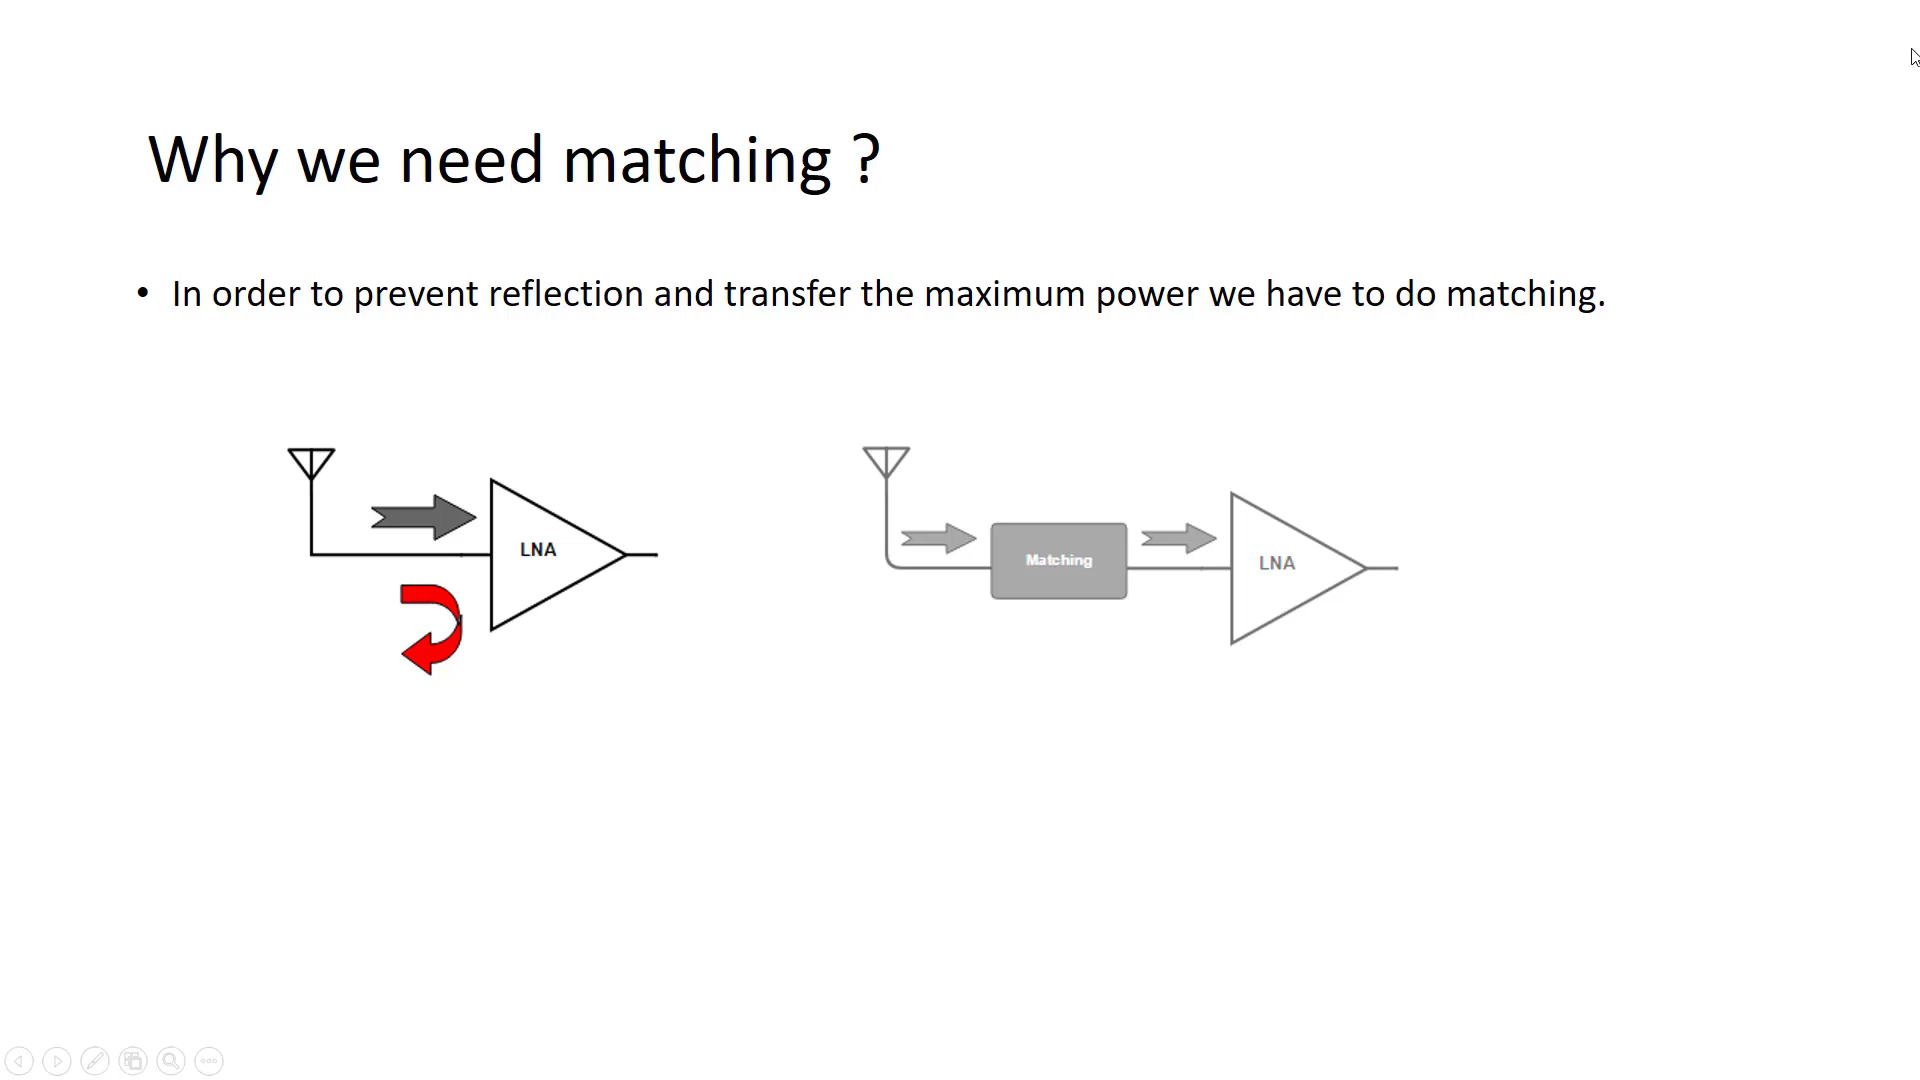 Why we need matching ?
• In order to prevent reflection and transfer the maximum power we have to do matching.
LNA
Matching
LNA